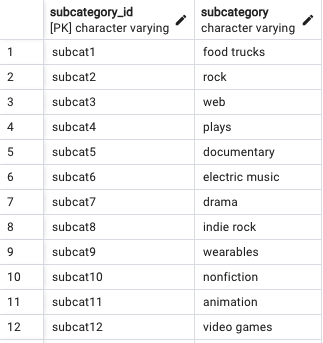 subcategory_id subcategory
[PK] character varying character varying
1 subcat1 food trucks
2 subcat2 rock
3 subcat3 web
4 subcat4 plays
5 subcat5 documentary
6 subcat6 electric music
7 subcat7 drama
8 subcat8 indie rock
9 subcat9 wearables
10 subcat10 nonfiction
11 subcat11 animation
12 subcat12 video games